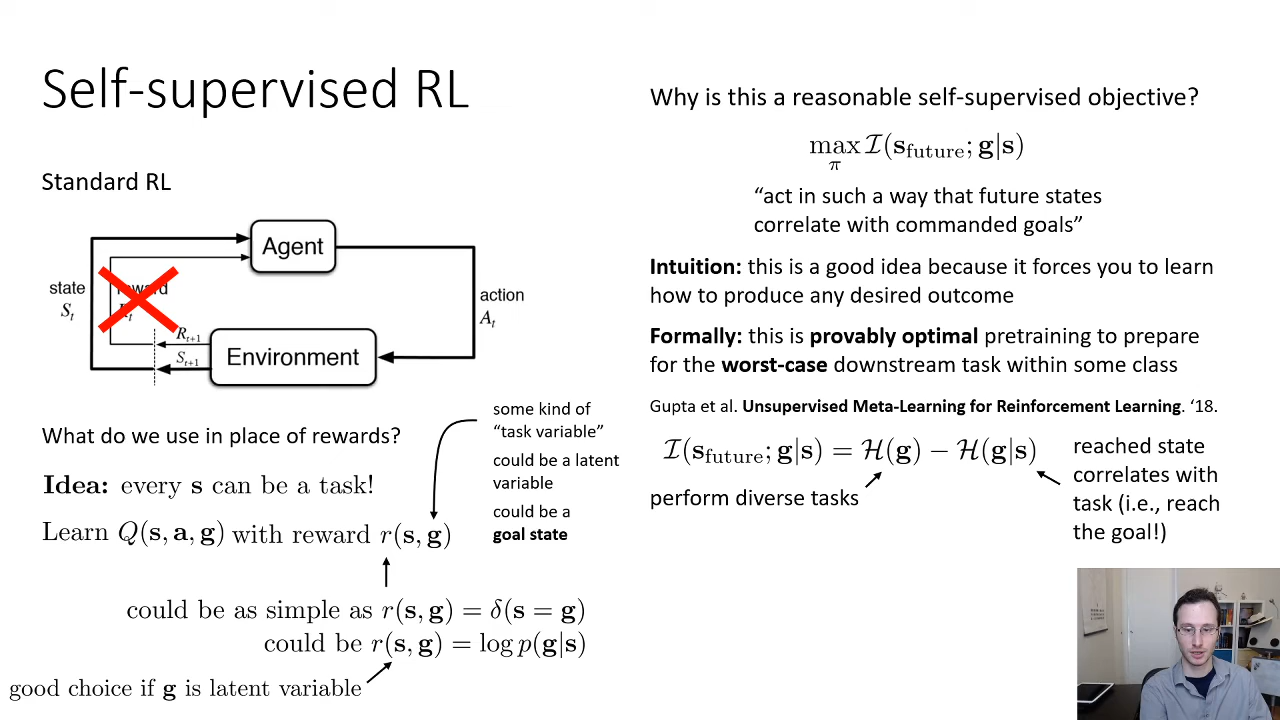 Self-supervised RL
Standard RL
Agent
state
S_t
action
A_t
R_{t+1}
S_{t+1}
Environment
What do we use in place of rewards?
some kind of
“task variable”
could be a latent
variable
could be a
goal state
Idea: every s can be a task!
Learn Q(s, a, g) with reward r(s, g)
could be as simple as r(s, g) = δ(s = g)
could be r(s, g) = log p(g|s)
good choice if g is latent variable
Why is this a reasonable self-supervised objective?
max_π I(s_future; g|s)
“act in such a way that future states
correlate with commanded goals”
Intuition: this is a good idea because it forces you to learn
how to produce any desired outcome
Formally: this is provably optimal pretraining to prepare
for the worst-case downstream task within some class
Gupta et al. Unsupervised Meta-Learning for Reinforcement Learning. ‘18.
I(s_future; g|s) = H(g) − H(g|s)
perform diverse tasks
reached state
correlates with
task (i.e., reach
the goal!)